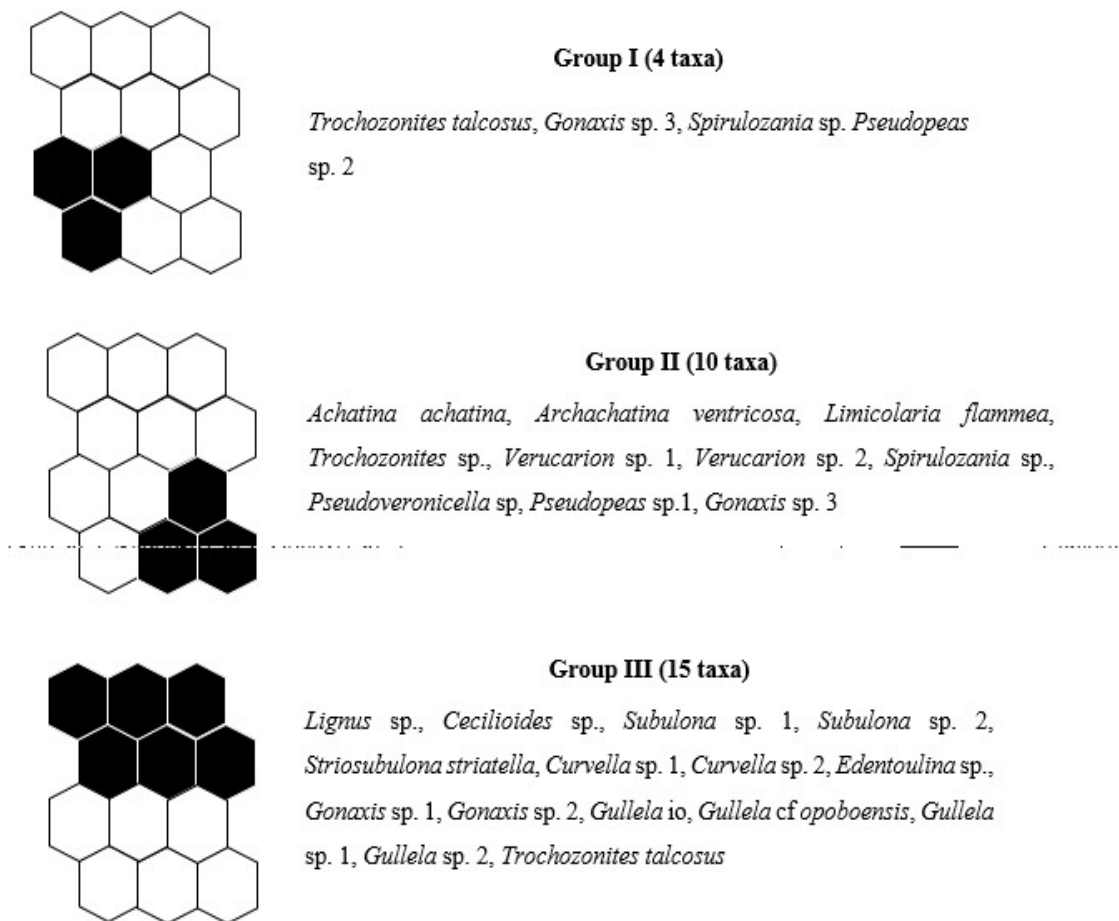 Group I (4 taxa)
Trochozonites talcosus, Gonaxis sp. 3, Spirulozania sp. Pseudopeas
sp. 2
Group II (10 taxa)
Achatina achatina, Archachatina ventricosa, Limicolaria flammea,
Trochozonites sp., Verucarion sp. 1, Verucarion sp. 2, Spirulozania sp.,
Pseudoveronicella sp, Pseudopeas sp.1, Gonaxis sp. 3
Group III (15 taxa)
Lignus sp., Cecilioides sp., Subulona sp. 1, Subulona sp. 2,
Striosubulona striatella, Curvella sp. 1, Curvella sp. 2, Edentoulina sp.,
Gonaxis sp. 1, Gonaxis sp. 2, Gullela io, Gullela cf opoboensis, Gullela
sp. 1, Gullela sp. 2, Trochozonites talcosus